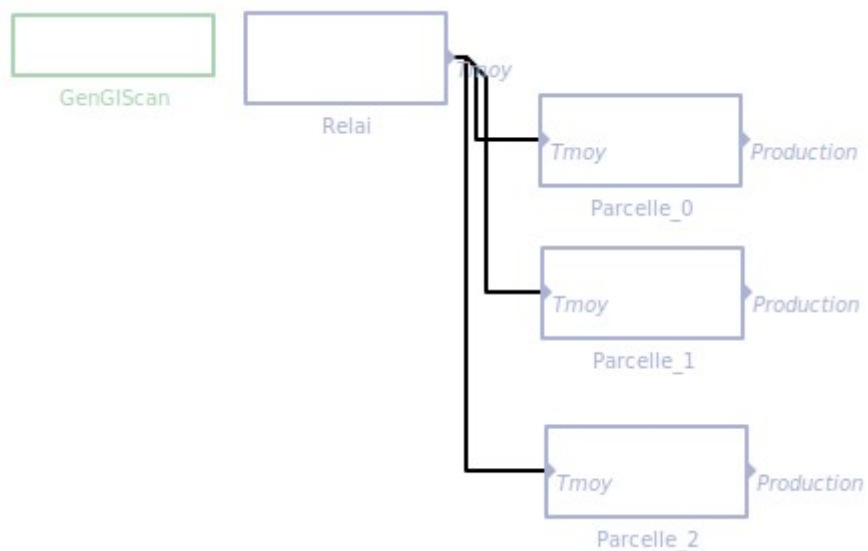 GenGIScan
Relai
Tmoy
Tmoy
Production
Parcelle_0
Tmoy
Production
Parcelle_1
Tmoy
Production
Parcelle_2